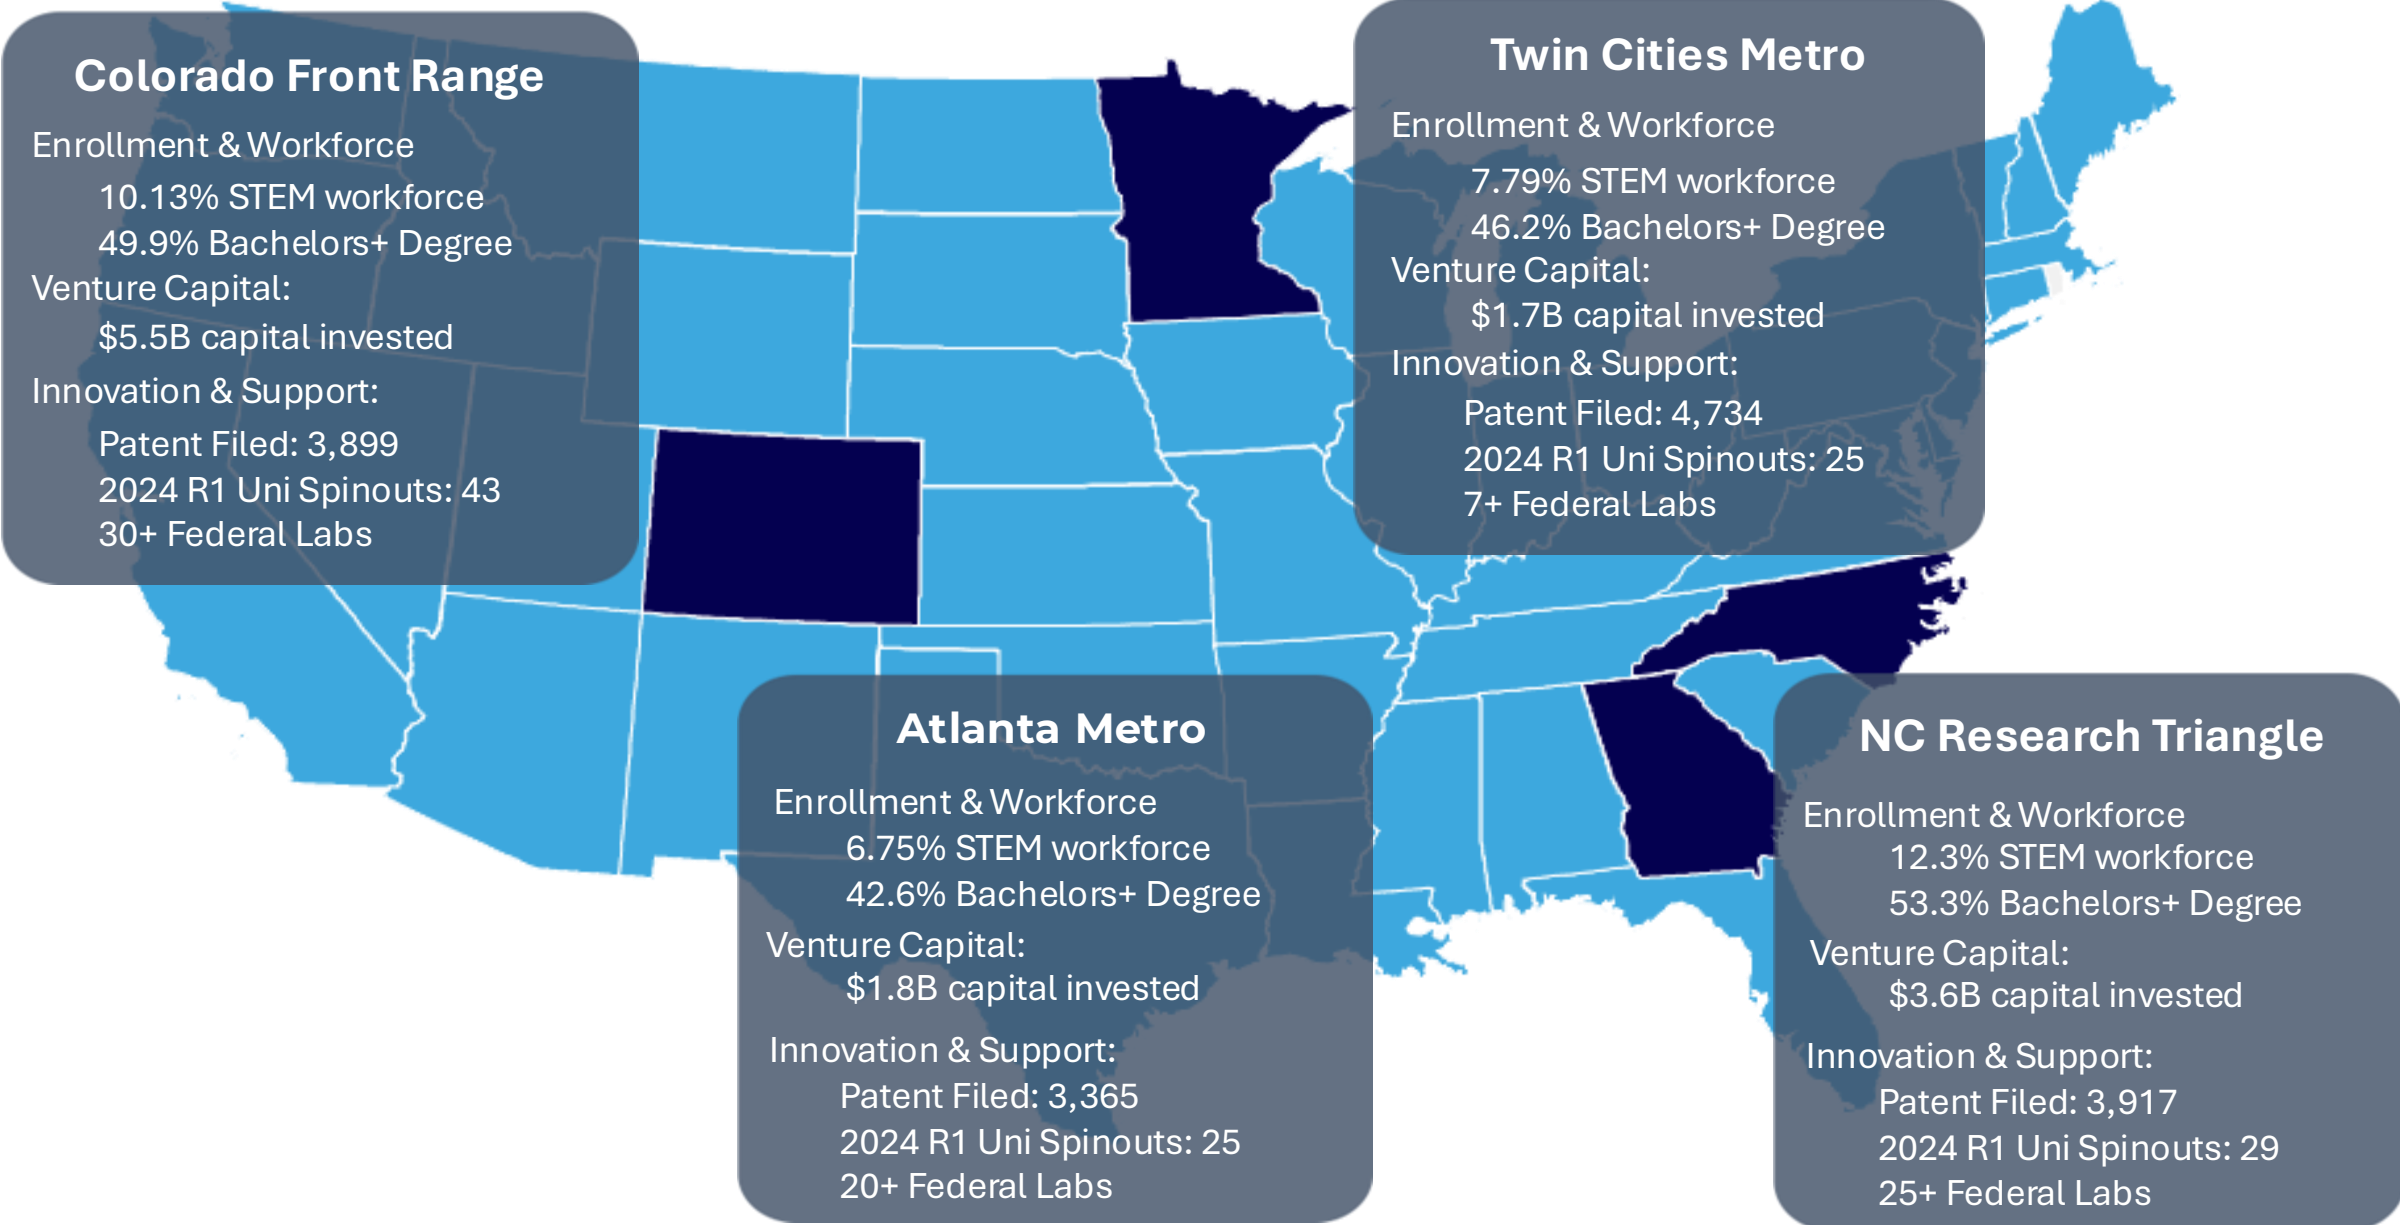 Colorado Front Range
Enrollment & Workforce
10.13% STEM workforce
49.9% Bachelors+ Degree
Venture Capital:
$5.5B capital invested
Innovation & Support:
Patent Filed: 3,899
2024 R1 Uni Spinouts: 43
30+ Federal Labs
Twin Cities Metro
Enrollment & Workforce
7.79% STEM workforce
46.2% Bachelors+ Degree
Venture Capital:
$1.7B capital invested
Innovation & Support:
Patent Filed: 4,734
2024 R1 Uni Spinouts: 25
7+ Federal Labs
Atlanta Metro
Enrollment & Workforce
6.75% STEM workforce
42.6% Bachelors+ Degree
Venture Capital:
$1.8B capital invested
Innovation & Support:
Patent Filed: 3,365
2024 R1 Uni Spinouts: 25
20+ Federal Labs
NC Research Triangle
Enrollment & Workforce
12.3% STEM workforce
53.3% Bachelors+ Degree
Venture Capital:
$3.6B capital invested
Innovation & Support:
Patent Filed: 3,917
2024 R1 Uni Spinouts: 29
25+ Federal Labs